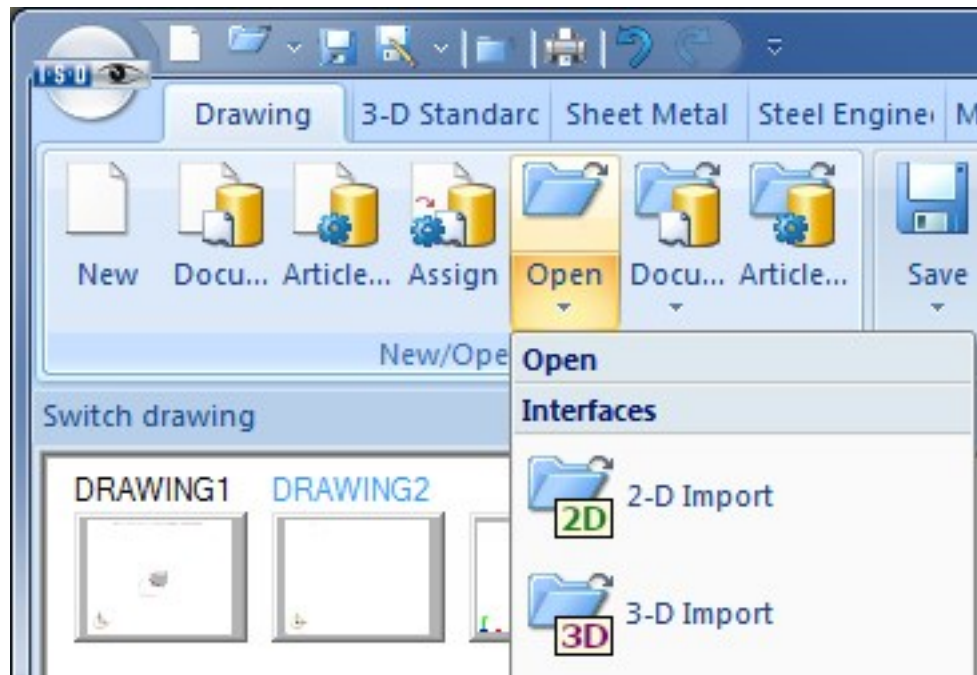 ISD
Drawing 3-D Standarc Sheet Metal Steel Engine
New Docu... Article... Assign Open Docu... Article... Save
New/Ope
Open
Switch drawing
Interfaces
DRAWING1 DRAWING2
2D 2-D Import
3D 3-D Import